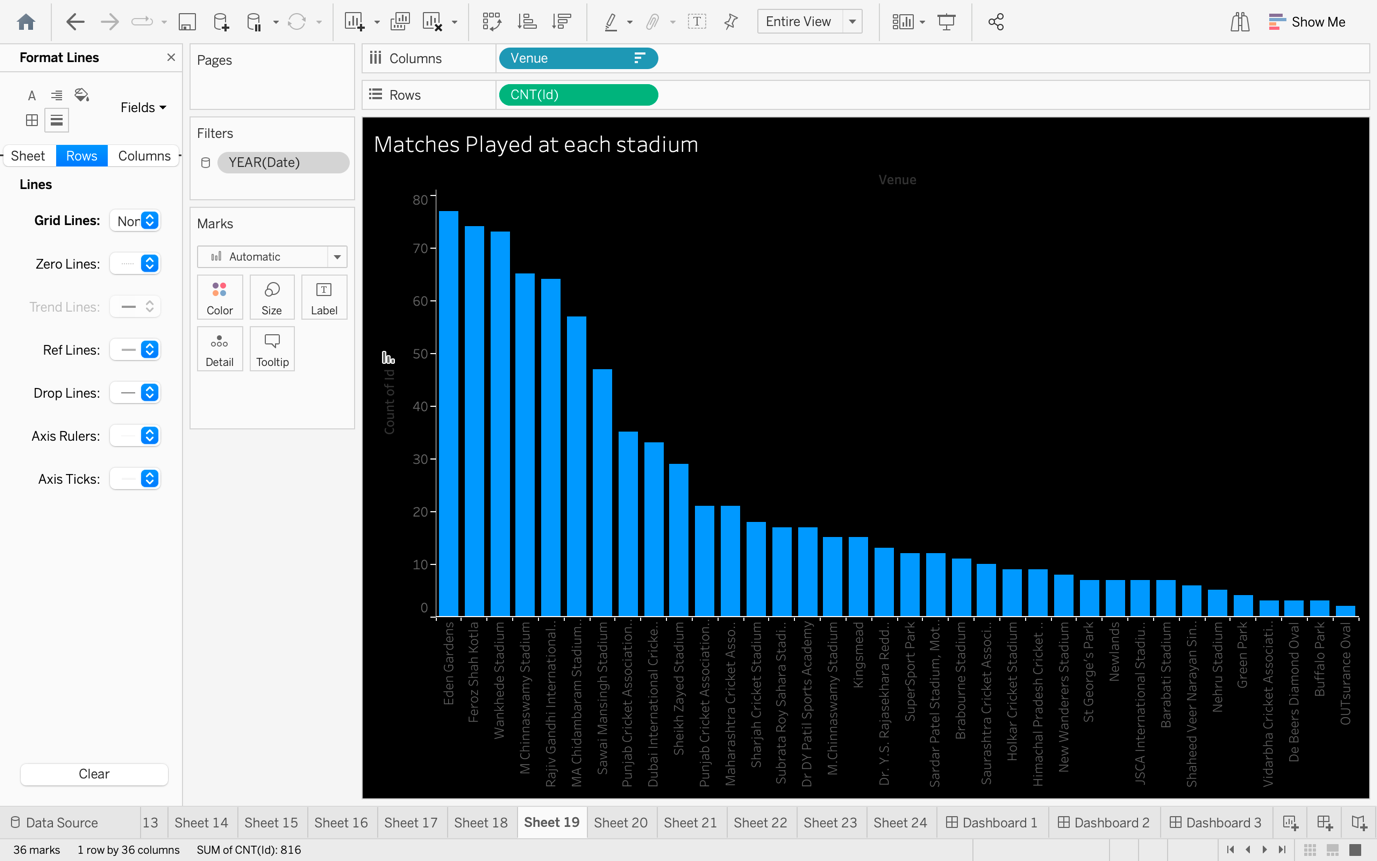 Entire View
Show Me
Format Lines
Fields
Sheet
Rows
Columns
Lines
Grid Lines:
Nor
Zero Lines:
Trend Lines:
Ref Lines:
Drop Lines:
Axis Rulers:
Axis Ticks:
Clear
Pages
Filters
YEAR(Date)
Marks
Automatic
Color
Size
Label
Detail
Tooltip
Columns
Venue
Rows
CNT(Id)
Matches Played at each stadium
Venue
Count of Id
80
70
60
50
40
30
20
10
0
Eden Gardens
Feroz Shah Kotla
Wankhede Stadium
M Chinnaswamy Stadium
Rajiv Gandhi International..
MA Chidambaram Stadium..
Sawai Mansingh Stadium
Punjab Cricket Association..
Dubai International Cricke..
Sheikh Zayed Stadium
Punjab Cricket Association..
Maharashtra Cricket Asso..
Sharjah Cricket Stadium
Subrata Roy Sahara Stadi..
Dr DY Patil Sports Academy
M.Chinnaswamy Stadium
Kingsmead
Dr. Y.S. Rajasekhara Redd..
SuperSport Park
Sardar Patel Stadium, Mot..
Brabourne Stadium
Saurashtra Cricket Associ..
Holkar Cricket Stadium
Himachal Pradesh Cricket ..
New Wanderers Stadium
St George's Park
Newlands
JSCA International Stadiu..
Barabati Stadium
Shaheed Veer Narayan Sin..
Nehru Stadium
Green Park
Vidarbha Cricket Associati..
De Beers Diamond Oval
Buffalo Park
OUTsurance Oval
Data Source
13
Sheet 14
Sheet 15
Sheet 16
Sheet 17
Sheet 18
Sheet 19
Sheet 20
Sheet 21
Sheet 22
Sheet 23
Sheet 24
Dashboard 1
Dashboard 2
Dashboard 3
36 marks
1 row by 36 columns
SUM of CNT(Id): 816